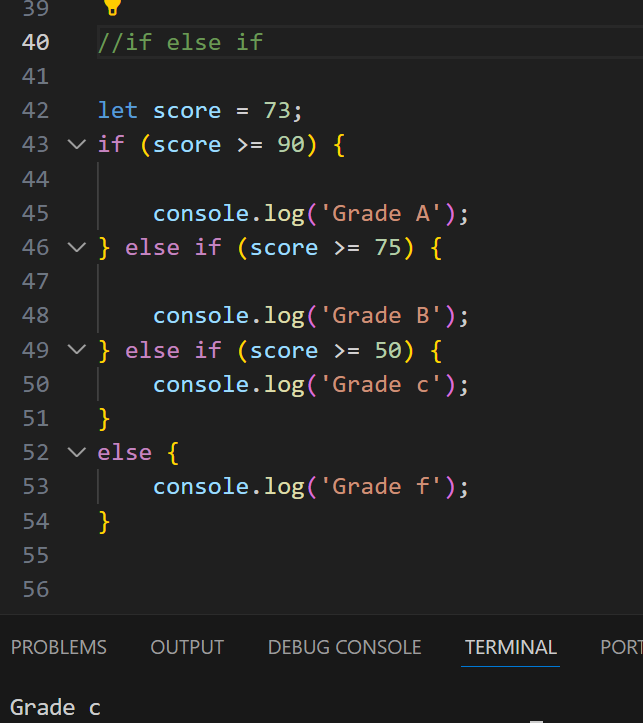 39
40 //if else if
41
42 let score = 73;
43 if (score >= 90) {
44
45     console.log('Grade A');
46 } else if (score >= 75) {
47
48     console.log('Grade B');
49 } else if (score >= 50) {
50     console.log('Grade c');
51 }
52 else {
53     console.log('Grade f');
54 }
55
56
PROBLEMS OUTPUT DEBUG CONSOLE TERMINAL PORT
Grade c